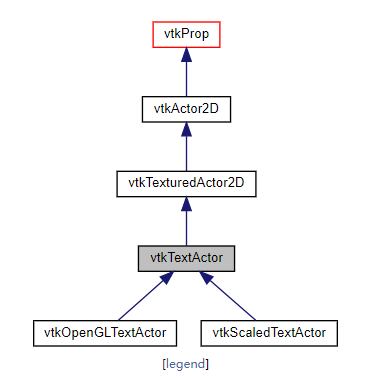 vtkProp
vtkActor2D
vtkTexturedActor2D
vtkTextActor
vtkOpenGLTextActor vtkScaledTextActor
[legend]